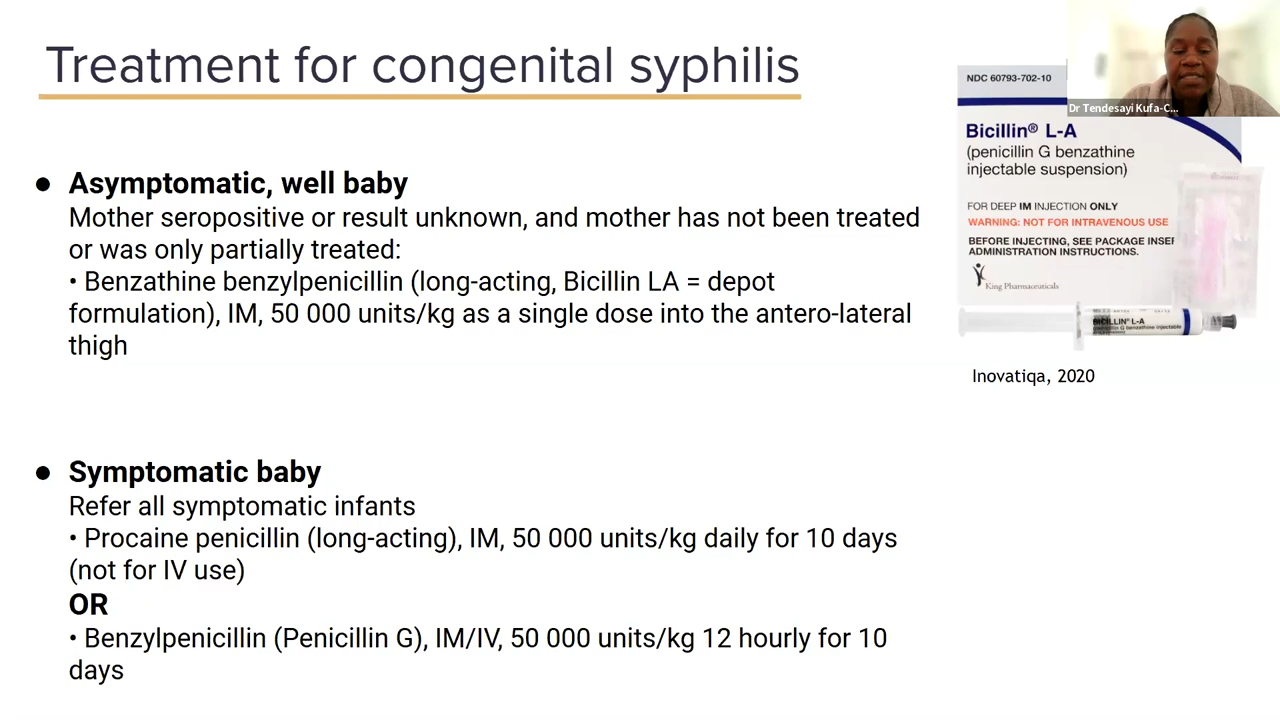 Treatment for congenital syphilis
● Asymptomatic, well baby
Mother seropositive or result unknown, and mother has not been treated
or was only partially treated:
• Benzathine benzylpenicillin (long-acting, Bicillin LA = depot
formulation), IM, 50 000 units/kg as a single dose into the antero-lateral
thigh
● Symptomatic baby
Refer all symptomatic infants
• Procaine penicillin (long-acting), IM, 50 000 units/kg daily for 10 days
(not for IV use)
OR
• Benzylpenicillin (Penicillin G), IM/IV, 50 000 units/kg 12 hourly for 10
days
NDC 60793-702-10
Dr Tendesayi Kufa-C...
Bicillin® L-A
(penicillin G benzathine
injectable suspension)
FOR DEEP IM INJECTION ONLY
WARNING: NOT FOR INTRAVENOUS USE
BEFORE INJECTING, SEE PACKAGE INSER
ADMINISTRATION INSTRUCTIONS.
King Pharmaceuticals
BICILLIN® L-A
(penicillin G benzathine injectable
Inovatiqa, 2020